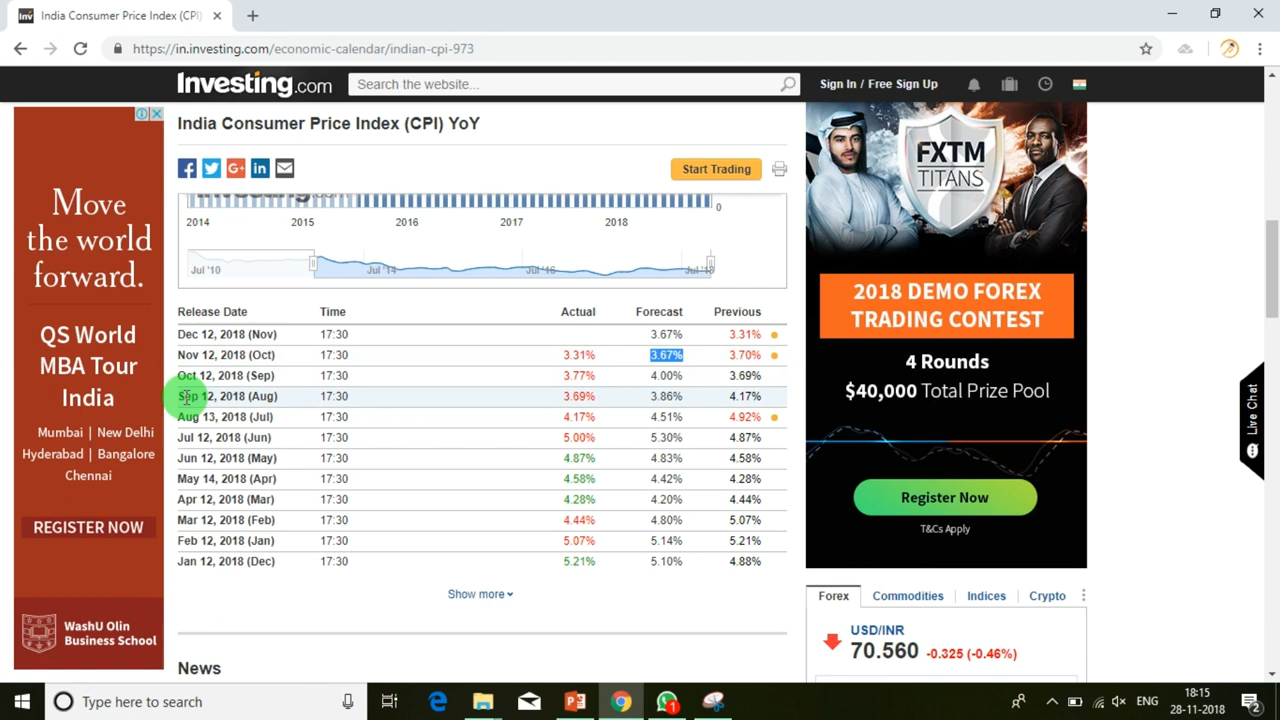 India Consumer Price Index (CPI)
https://in.investing.com/economic-calendar/indian-cpi-973
Investing.com
Search the website...
Sign In / Free Sign Up
India Consumer Price Index (CPI) YoY
Start Trading
0
2014 2015 2016 2017 2018
Jul '10 Jul '14 Jul '16 Jul '18
Release Date Time Actual Forecast Previous
Dec 12, 2018 (Nov) 17:30 3.67% 3.31%
Nov 12, 2018 (Oct) 17:30 3.31% 3.67% 3.70%
Oct 12, 2018 (Sep) 17:30 3.77% 4.00% 3.69%
Sep 12, 2018 (Aug) 17:30 3.69% 3.86% 4.17%
Aug 13, 2018 (Jul) 17:30 4.17% 4.51% 4.92%
Jul 12, 2018 (Jun) 17:30 5.00% 5.30% 4.87%
Jun 12, 2018 (May) 17:30 4.87% 4.83% 4.58%
May 14, 2018 (Apr) 17:30 4.58% 4.42% 4.28%
Apr 12, 2018 (Mar) 17:30 4.28% 4.20% 4.44%
Mar 12, 2018 (Feb) 17:30 4.44% 4.80% 5.07%
Feb 12, 2018 (Jan) 17:30 5.07% 5.14% 5.21%
Jan 12, 2018 (Dec) 17:30 5.21% 5.10% 4.88%
Show more
News
Move
the world
forward.
QS World
MBA Tour
India
Mumbai | New Delhi
Hyderabad | Bangalore
Chennai
REGISTER NOW
WashU Olin
Business School
FXTM
TITANS
2018 DEMO FOREX
TRADING CONTEST
4 Rounds
$40,000 Total Prize Pool
Register Now
T&Cs Apply
Live Chat
Forex Commodities Indices Crypto
USD/INR
70.560 -0.325 (-0.46%)
Type here to search
1
ENG
18:15
28-11-2018
2